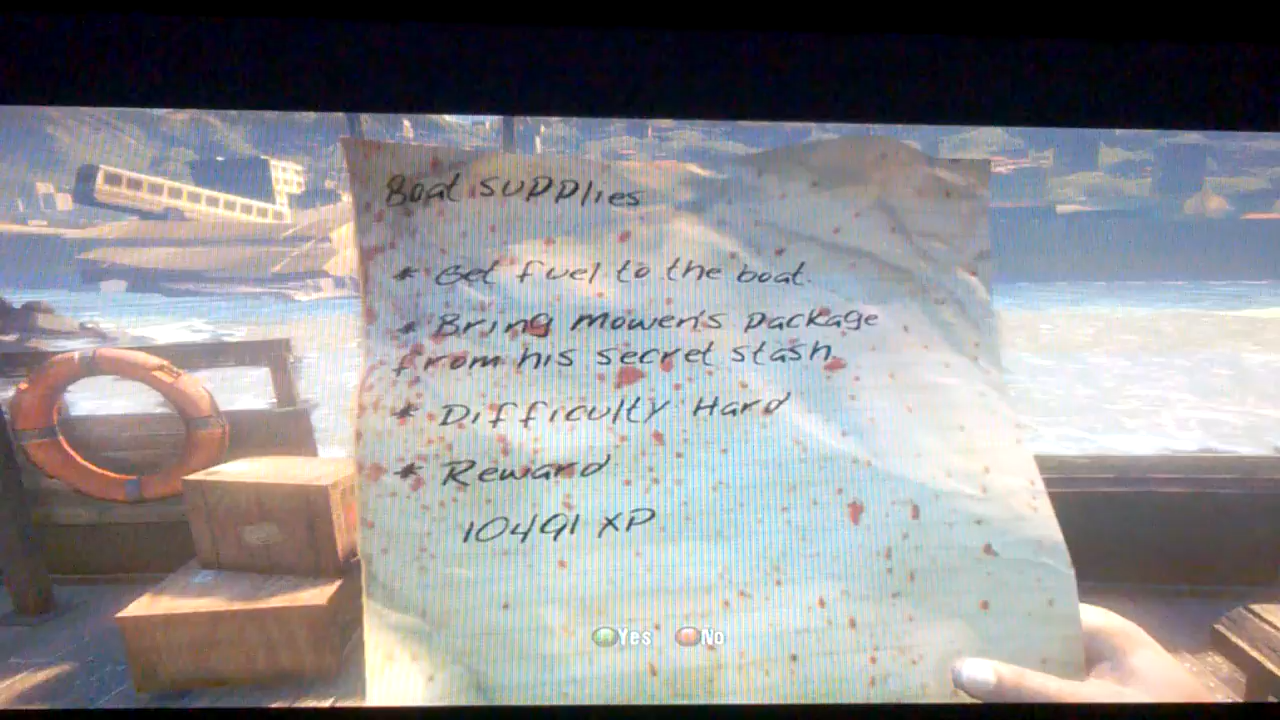 Boat supplies
* Get fuel to the boat.
* Bring Mowen's package
from his secret stash.
* Difficulty Hard
* Reward
10491 XP
Yes No